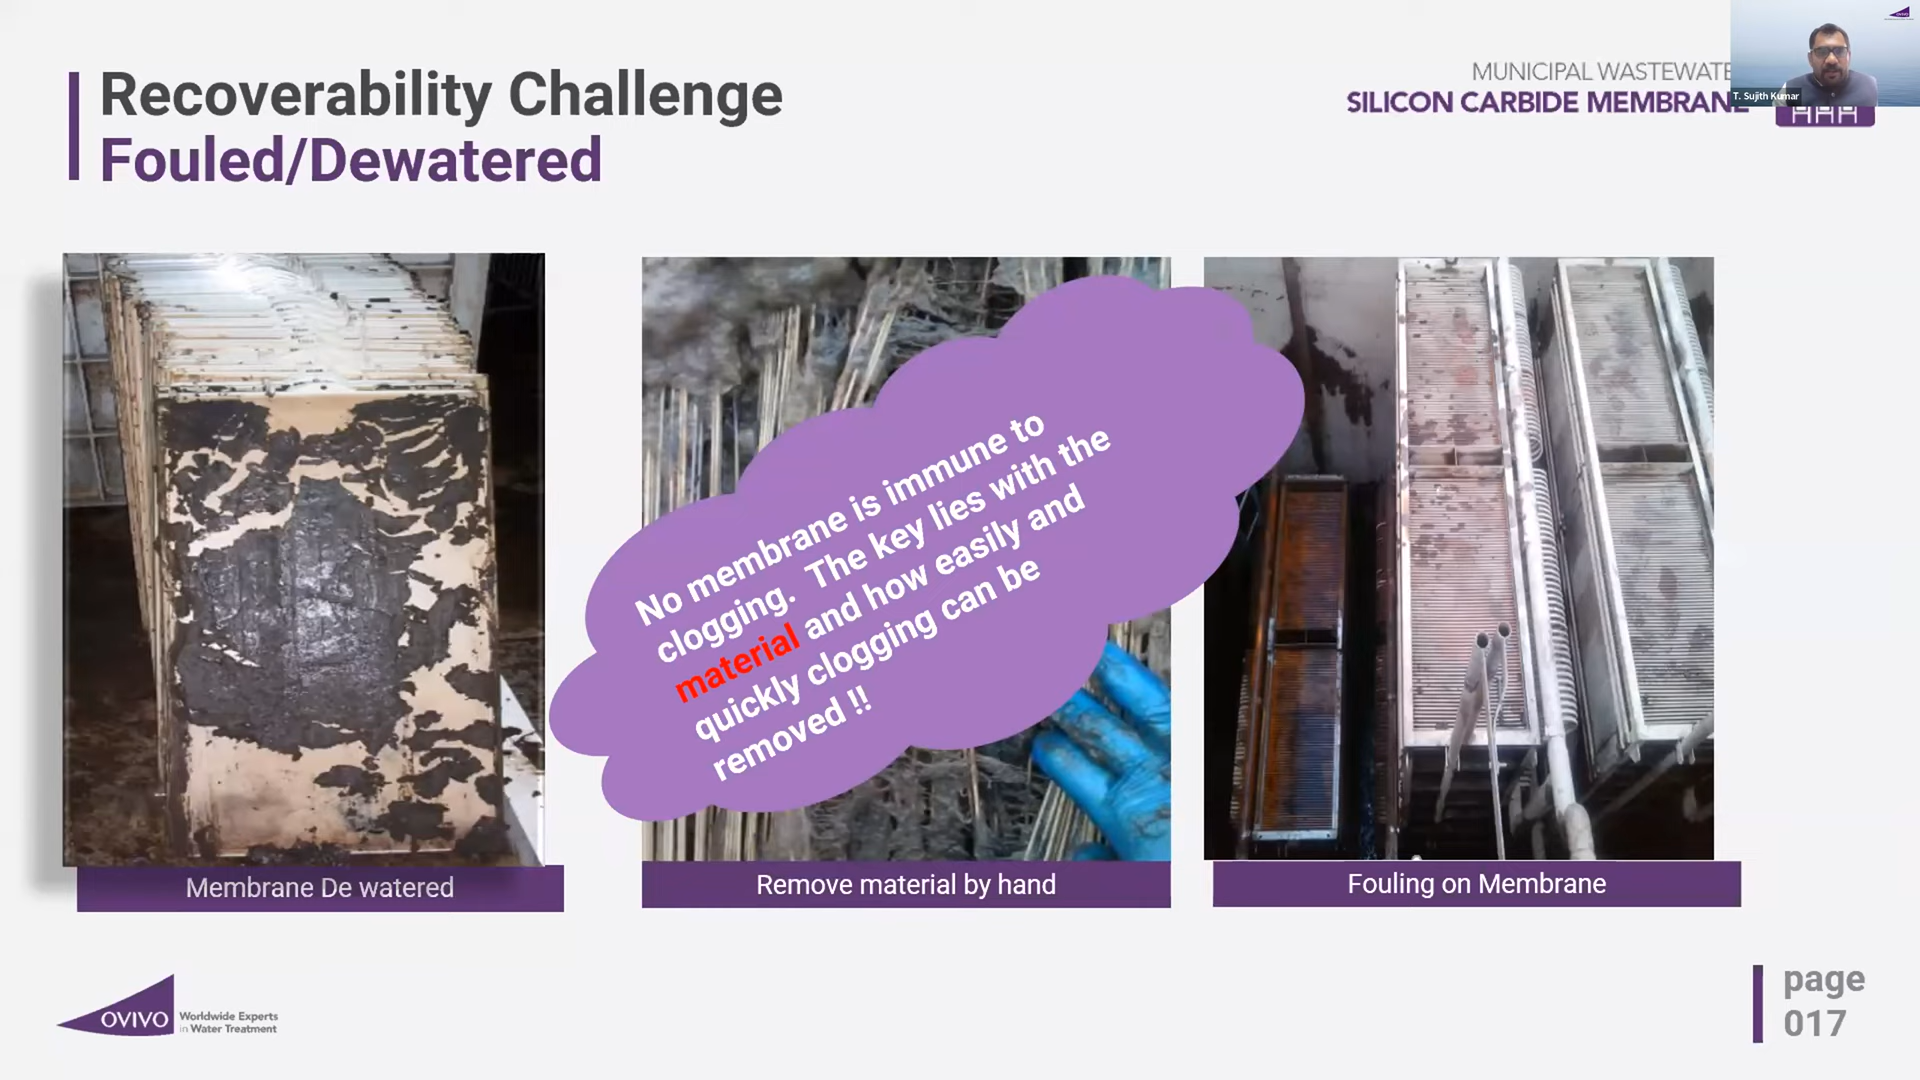 Recoverability Challenge
Fouled/Dewatered
MUNICIPAL WASTEWATE
SILICON CARBIDE MEMBRANE
T. Sujith Kumar
No membrane is immune to
clogging. The key lies with the
material and how easily and
quickly clogging can be
removed !!
Membrane De watered
Remove material by hand
Fouling on Membrane
OVIVO
Worldwide Experts
in Water Treatment
page
017